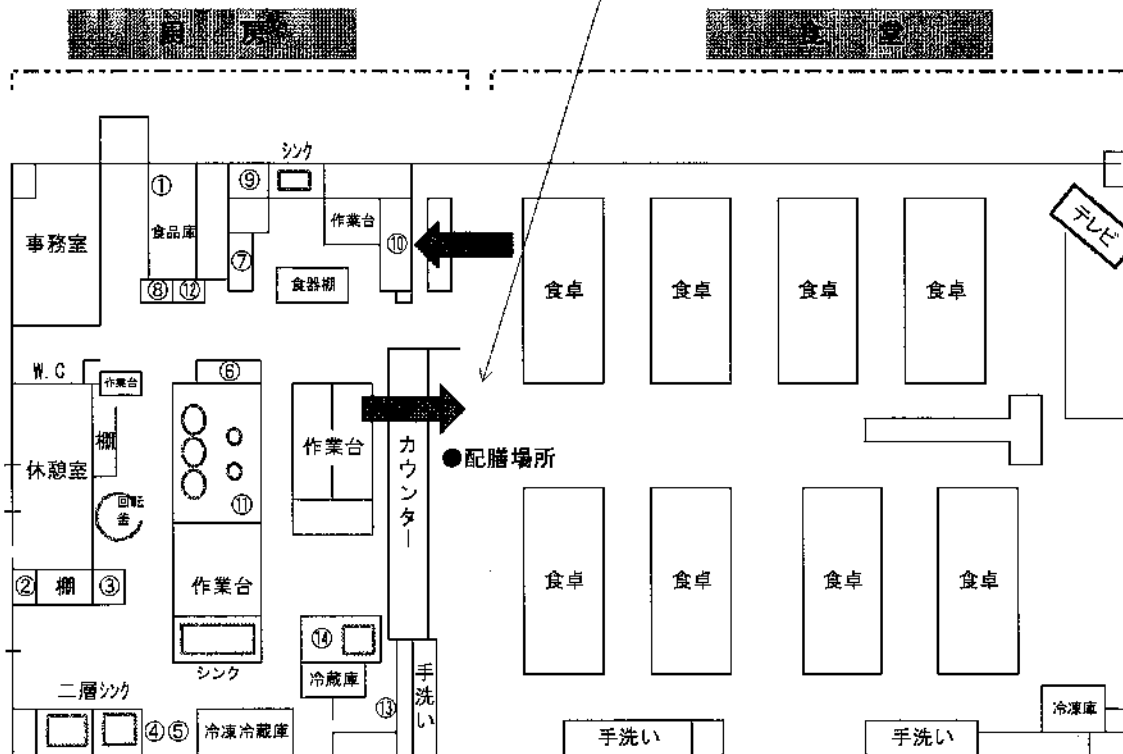 厨 房
食 堂
シンク
①
⑨
テレビ
事務室
食品庫
作業台
⑩
⑦
食器棚
食卓
食卓
食卓
食卓
⑧
⑫
W.C
作業台
⑥
棚
作業台
カウンター
●配膳場所
休憩室
回転釜
⑪
②
棚
③
作業台
食卓
食卓
食卓
食卓
⑭
シンク
冷蔵庫
手洗い
二層シンク
⑬
冷凍庫
④⑤
冷凍冷蔵庫
手洗い
手洗い